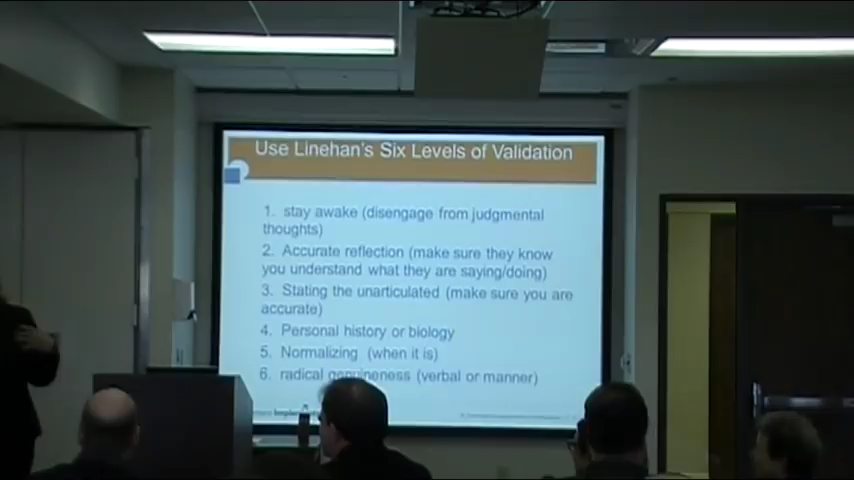 Use Linehan's Six Levels of Validation
1. stay awake (disengage from judgmental
thoughts)
2. Accurate reflection (make sure they know
you understand what they are saying/doing)
3. Stating the unarticulated (make sure you are
accurate)
4. Personal history or biology
5. Normalizing (when it is)
6. radical genuineness (verbal or manner)